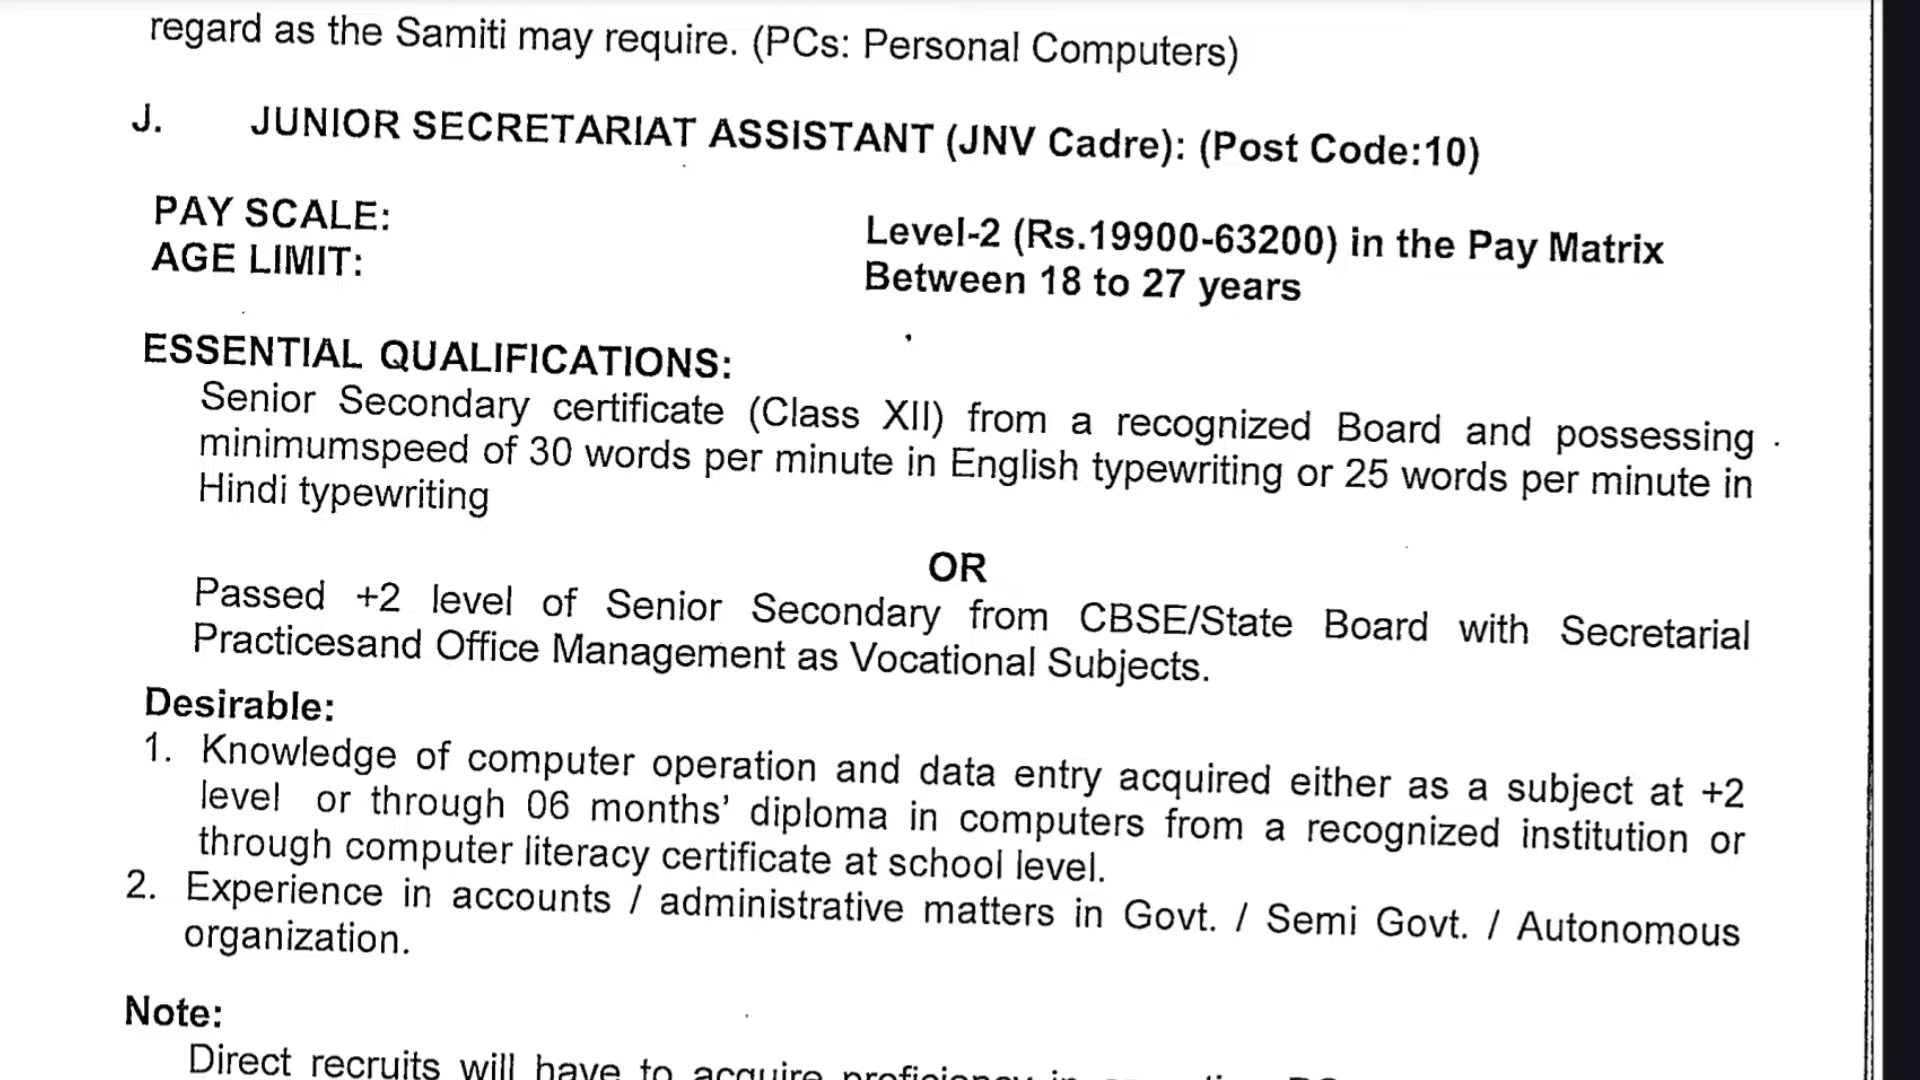 regard as the Samiti may require. (PCs: Personal Computers)
J. JUNIOR SECRETARIAT ASSISTANT (JNV Cadre): (Post Code:10)
PAY SCALE: Level-2 (Rs.19900-63200) in the Pay Matrix
AGE LIMIT: Between 18 to 27 years
ESSENTIAL QUALIFICATIONS:
Senior Secondary certificate (Class XII) from a recognized Board and possessing
minimumspeed of 30 words per minute in English typewriting or 25 words per minute in
Hindi typewriting
OR
Passed +2 level of Senior Secondary from CBSE/State Board with Secretarial
Practicesand Office Management as Vocational Subjects.
Desirable:
1. Knowledge of computer operation and data entry acquired either as a subject at +2
level or through 06 months' diploma in computers from a recognized institution or
through computer literacy certificate at school level.
2. Experience in accounts / administrative matters in Govt. / Semi Govt. / Autonomous
organization.
Note:
Direct recruits will have to acquire proficiency in